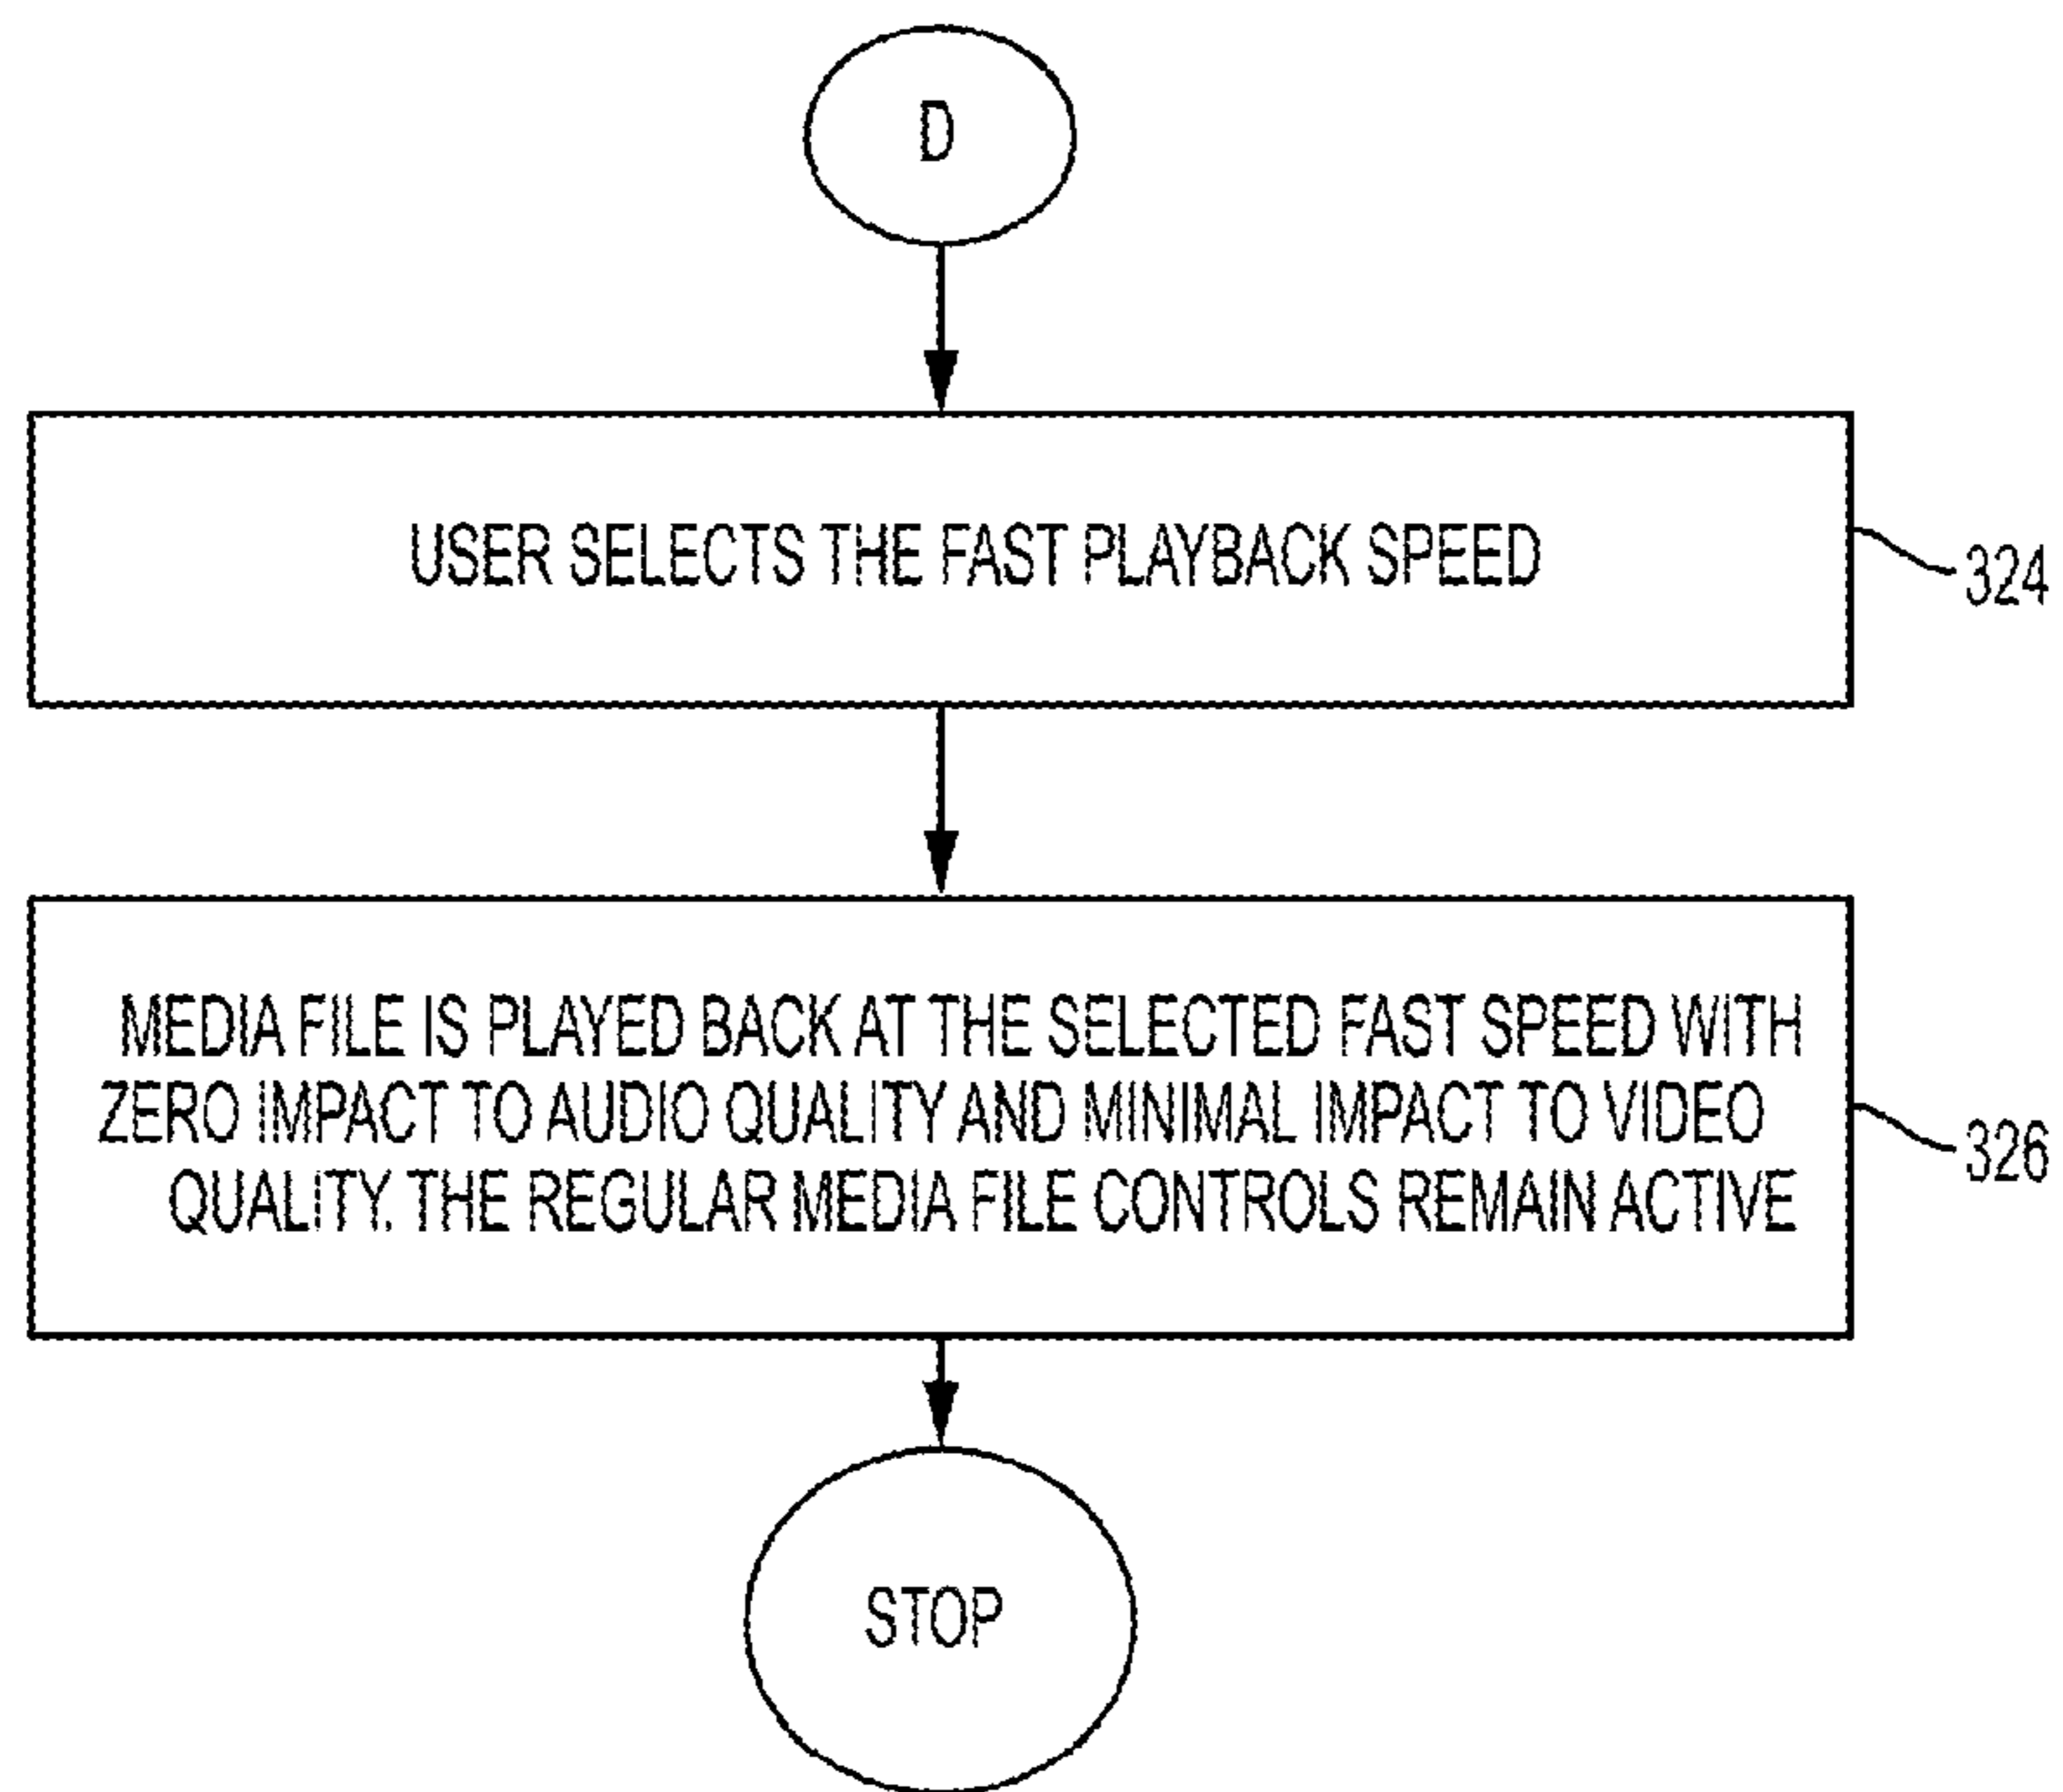 D
USER SELECTS THE FAST PLAYBACK SPEED
324
MEDIA FILE IS PLAYED BACK AT THE SELECTED FAST SPEED WITH
ZERO IMPACT TO AUDIO QUALITY AND MINIMAL IMPACT TO VIDEO
QUALITY. THE REGULAR MEDIA FILE CONTROLS REMAIN ACTIVE
326
STOP